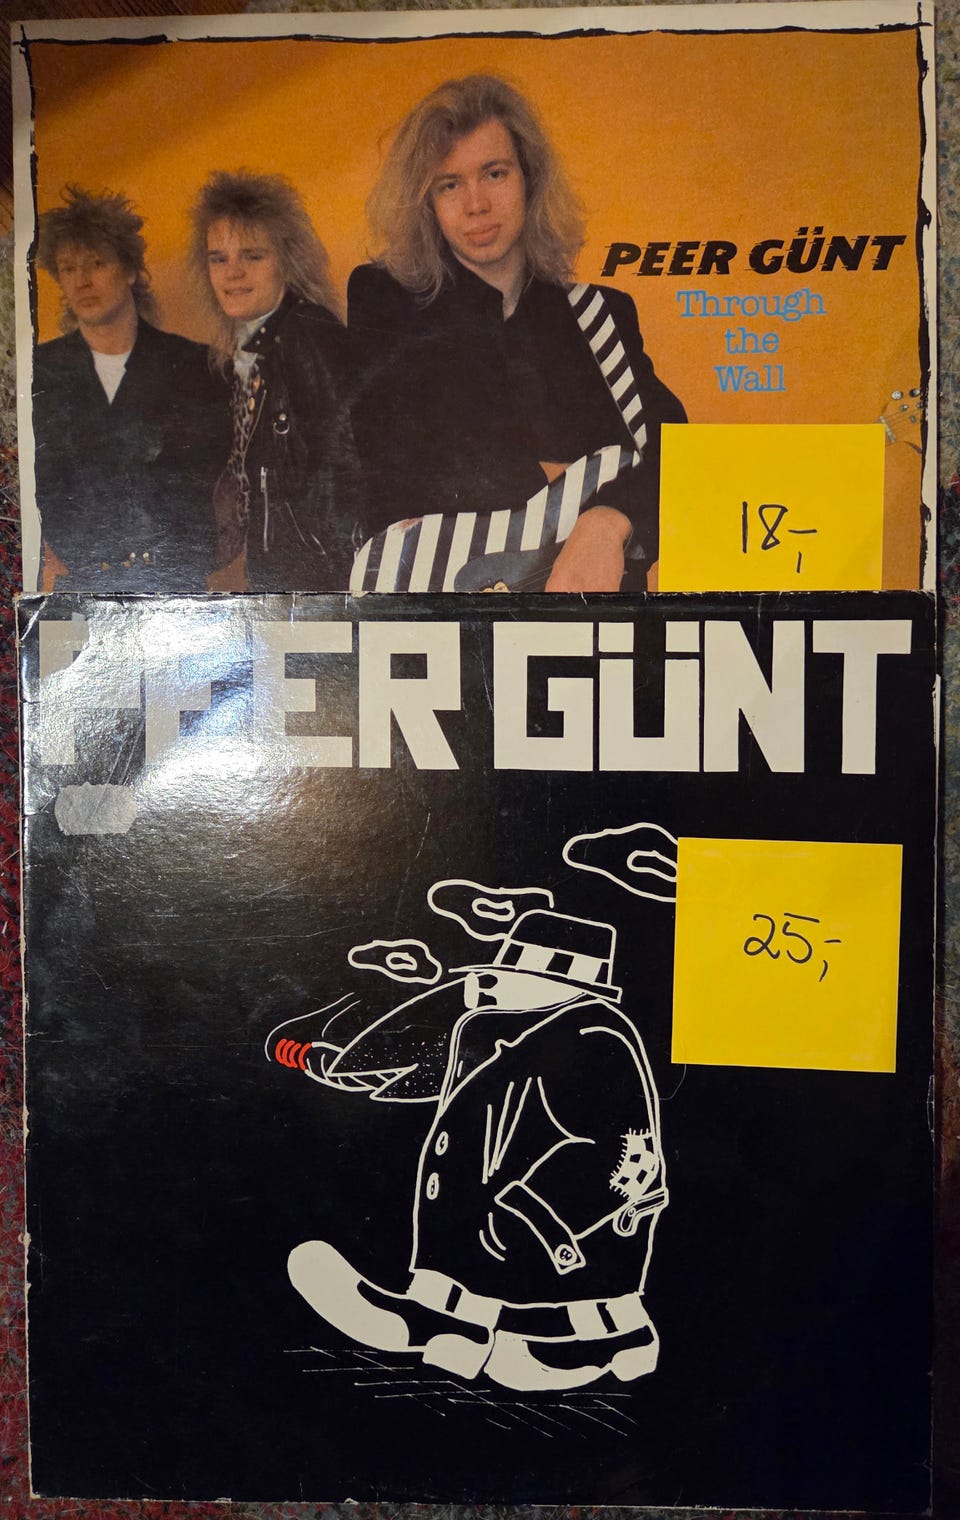 PEER GÜNT
Through
the
Wall
18,-
PEER GÜNT
25,-